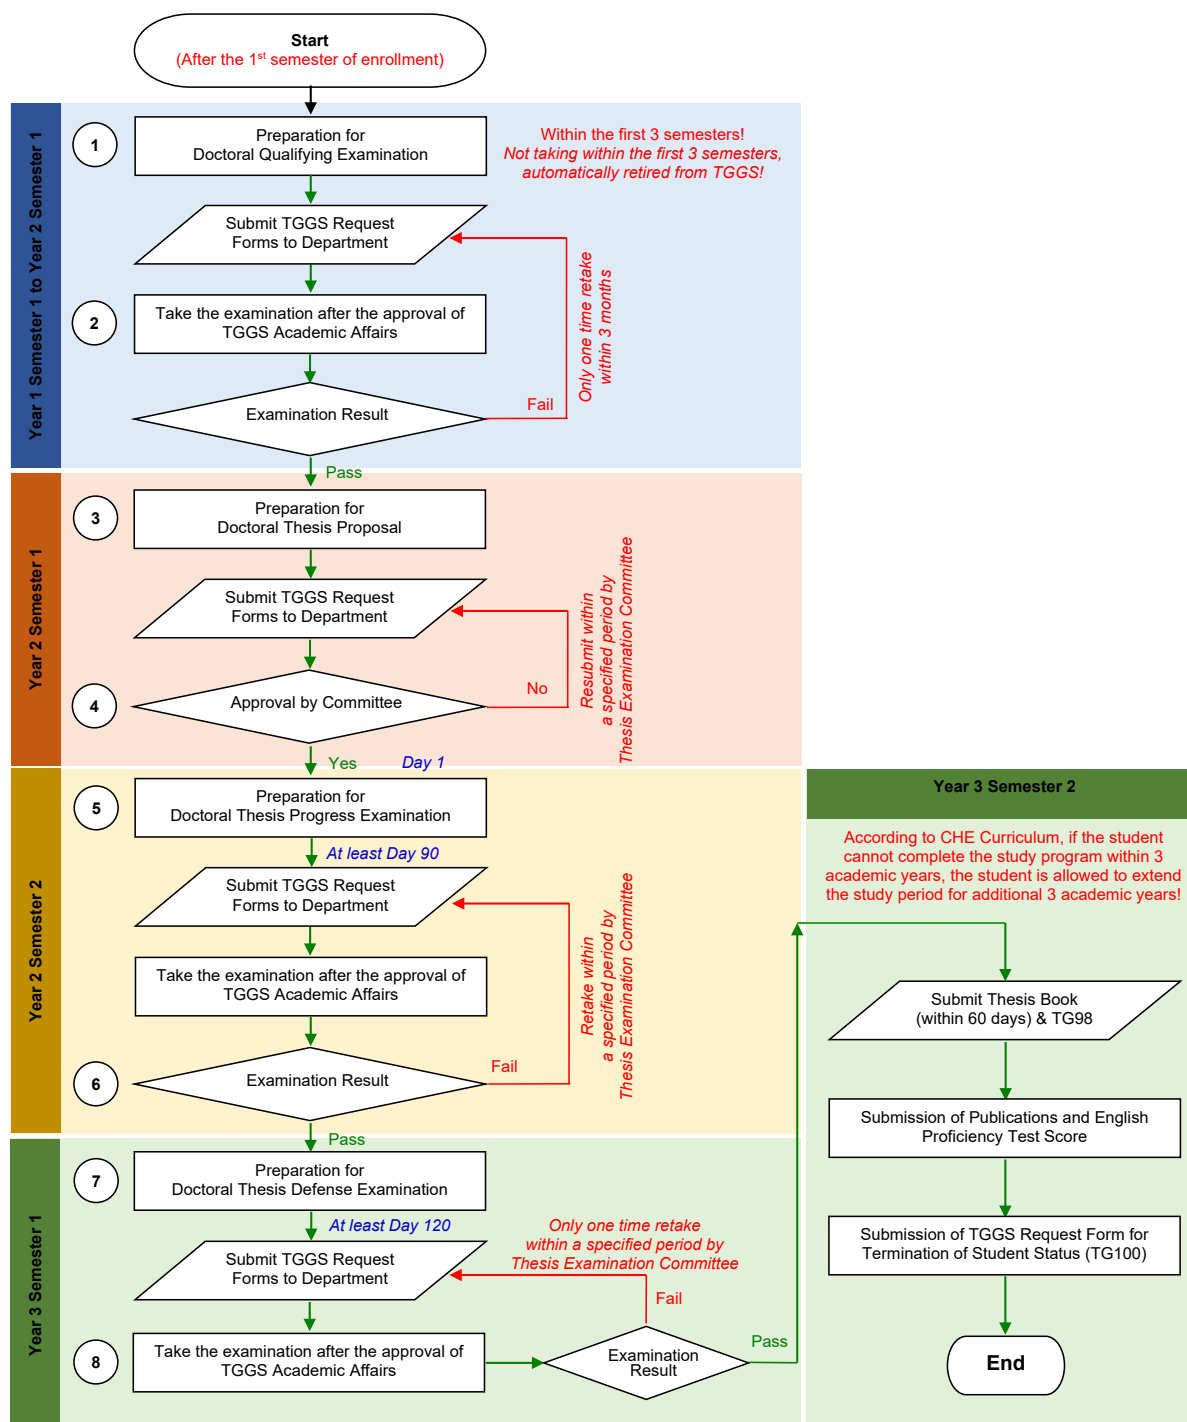 Start
(After the 1st semester of enrollment)
Year 1 Semester 1 to Year 2 Semester 1
1
Preparation for
Doctoral Qualifying Examination
Within the first 3 semesters!
Not taking within the first 3 semesters,
automatically retired from TGGS!
Submit TGGS Request
Forms to Department
Only one time retake
within 3 months
2
Take the examination after the approval of
TGGS Academic Affairs
Examination Result
Fail
Pass
Year 2 Semester 1
3
Preparation for
Doctoral Thesis Proposal
Submit TGGS Request
Forms to Department
Resubmit within
a specified period by
Thesis Examination Committee
4
Approval by Committee
No
Yes
Day 1
Year 2 Semester 2
5
Preparation for
Doctoral Thesis Progress Examination
At least Day 90
Submit TGGS Request
Forms to Department
Retake within
a specified period by
Thesis Examination Committee
Take the examination after the approval of
TGGS Academic Affairs
6
Examination Result
Fail
Pass
Year 3 Semester 1
7
Preparation for
Doctoral Thesis Defense Examination
At least Day 120
Only one time retake
within a specified period by
Thesis Examination Committee
Submit TGGS Request
Forms to Department
Fail
8
Take the examination after the approval of
TGGS Academic Affairs
Examination
Result
Pass
Year 3 Semester 2
According to CHE Curriculum, if the student
cannot complete the study program within 3
academic years, the student is allowed to extend
the study period for additional 3 academic years!
Submit Thesis Book
(within 60 days) & TG98
Submission of Publications and English
Proficiency Test Score
Submission of TGGS Request Form for
Termination of Student Status (TG100)
End